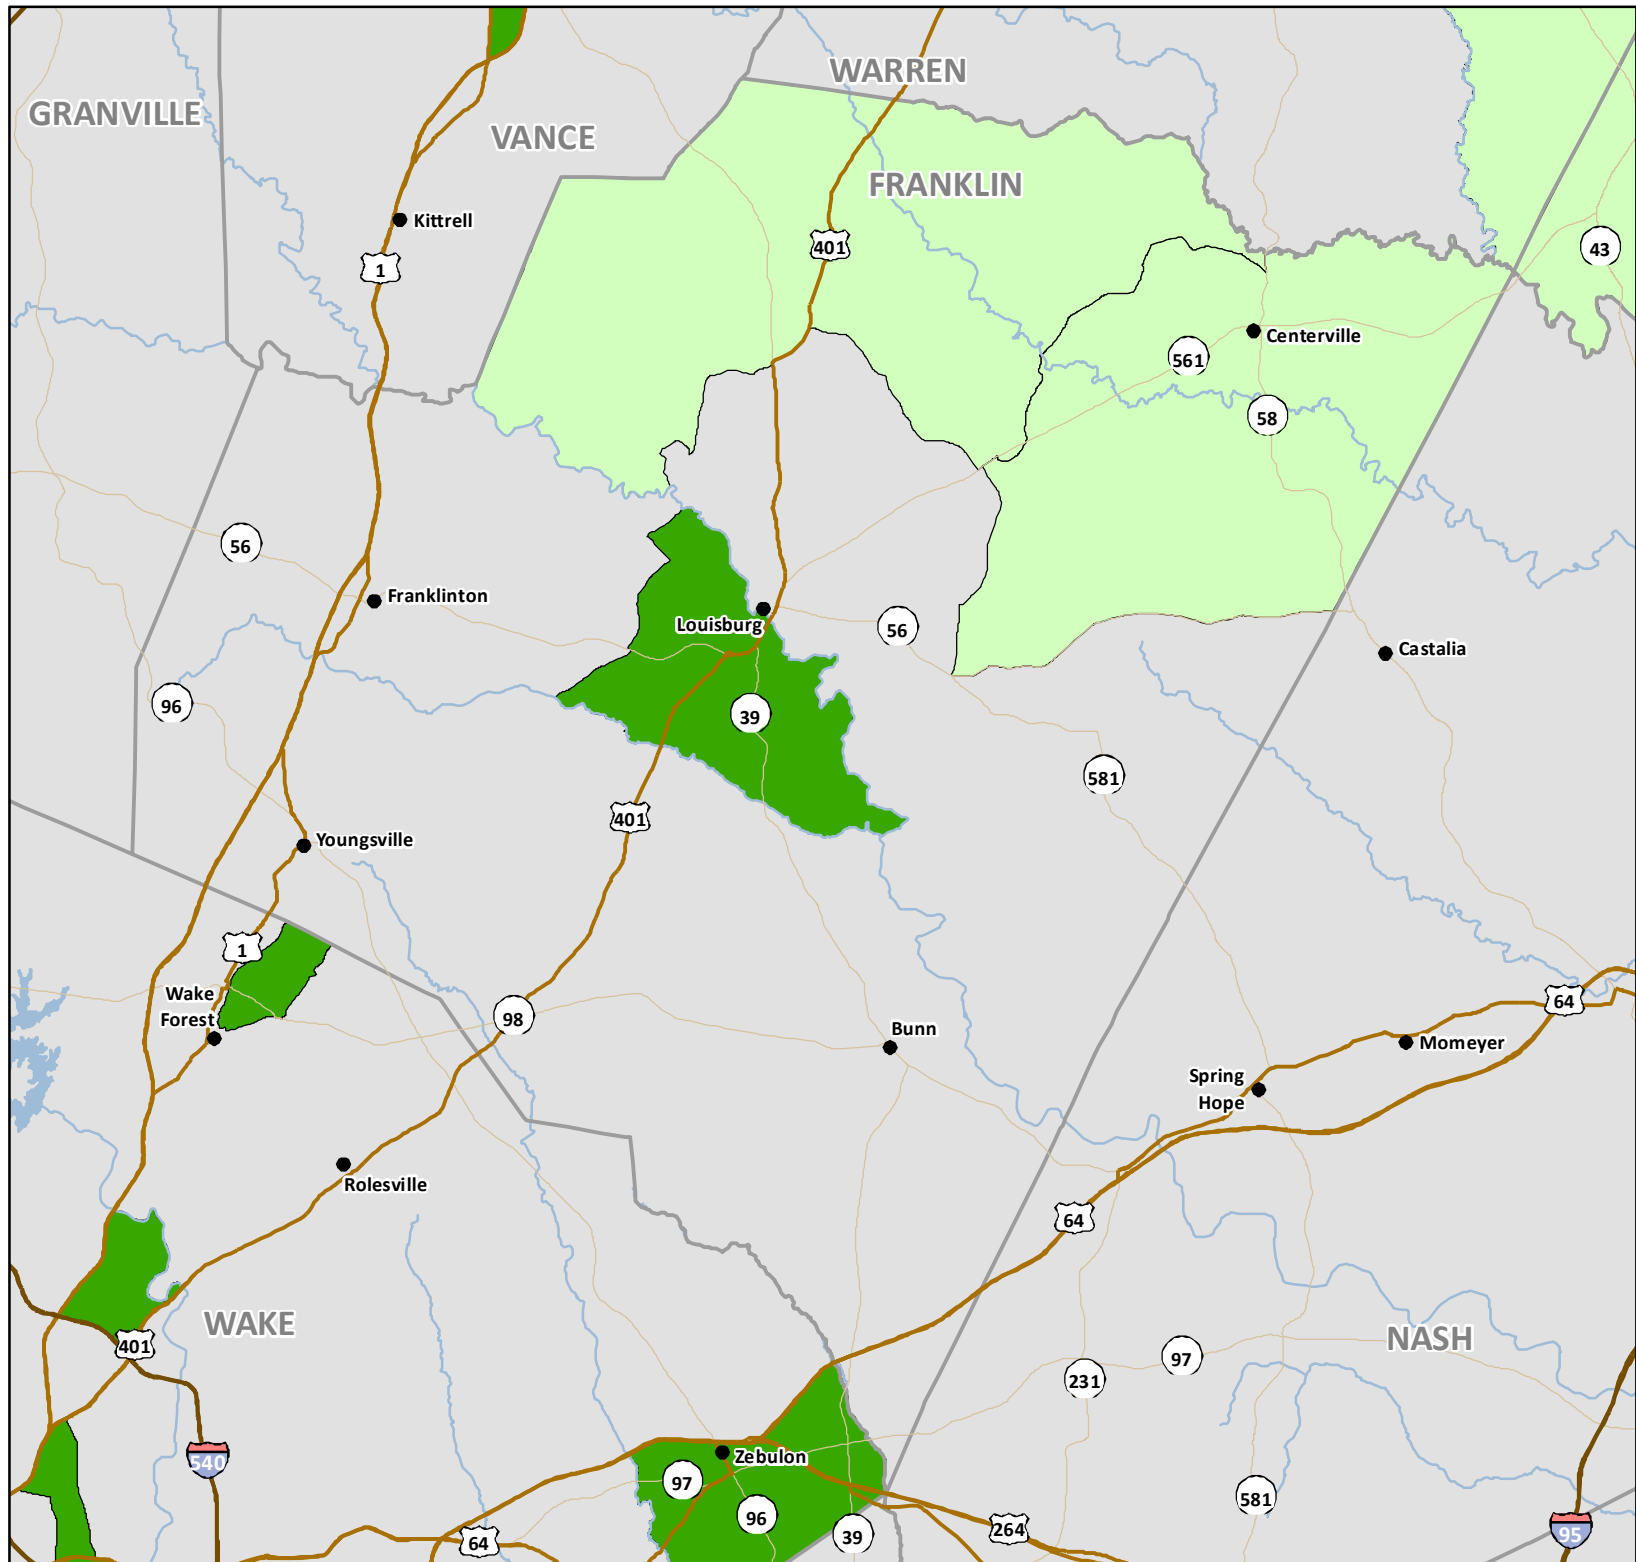 WARREN
GRANVILLE
VANCE
FRANKLIN
Kittrell
401
43
1
Centerville
561
58
56
Franklinton
Louisburg
56
Castalia
96
39
581
401
Youngsville
1
Wake
Forest
98
64
Bunn
Momeyer
Spring
Hope
Rolesville
64
WAKE
NASH
401
97
231
540
Zebulon
97
581
96
39
264
95
64